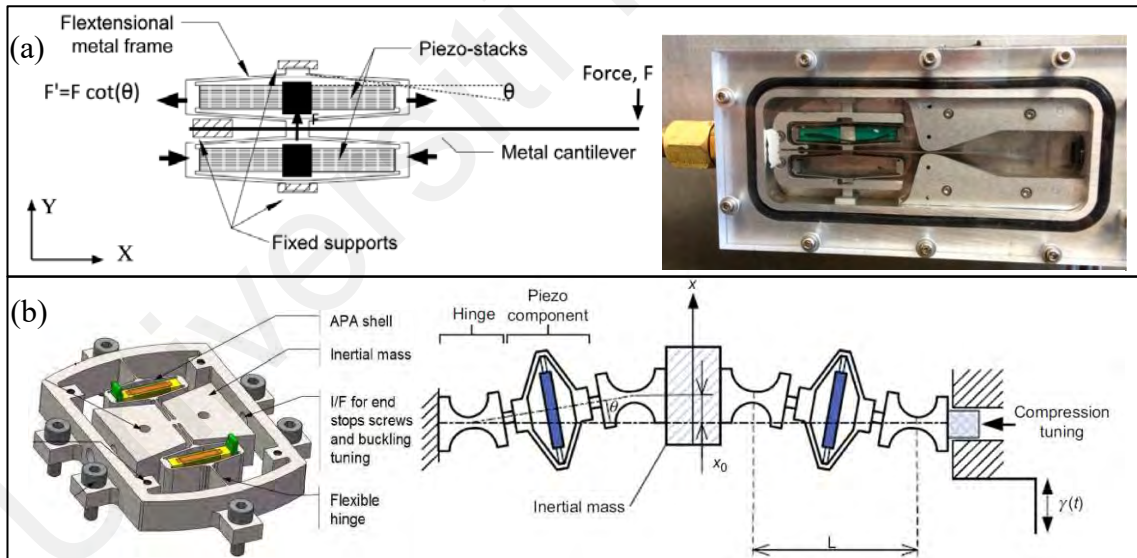 (a)
Flextensional
metal frame
Piezo-stacks
F'=F cot(θ)
θ
Force, F
F
Metal cantilever
Fixed supports
Y
X
(b)
APA shell
Inertial mass
I/F for end
stops screws
and buckling
tuning
Flexible
hinge
Hinge
Piezo
component
x
θ
x₀
Inertial mass
L
Compression
tuning
γ(t)
Universiti